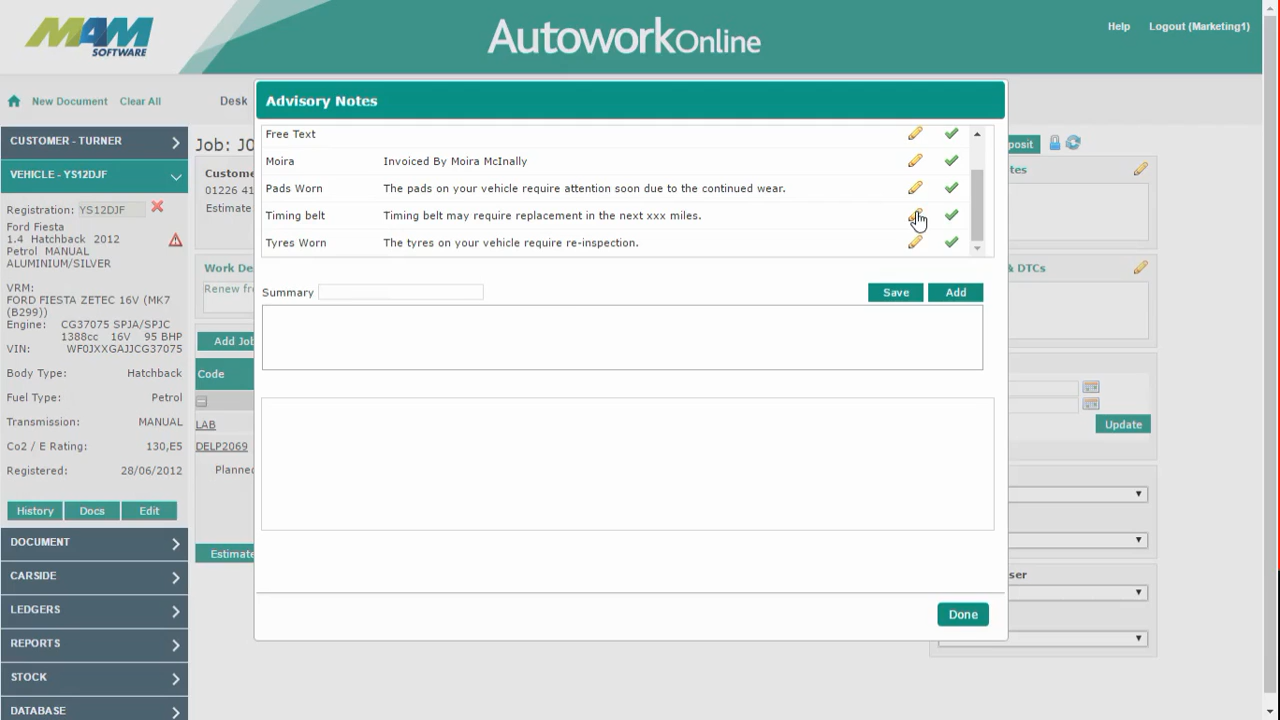 MAM SOFTWARE
AutoworkOnline
Help
Logout (Marketing1)
New Document
Clear All
Desk
Advisory Notes
CUSTOMER - TURNER
VEHICLE - YS12DJF
Registration: YS12DJF
Ford Fiesta
1.4 Hatchback 2012
Petrol MANUAL
ALUMINIUM/SILVER
VRM:
FORD FIESTA ZETEC 16V (MK7
(B299))
Engine: CG37075 SPJA/SPJC
1388cc 16V 95 BHP
VIN: WF0JXXGAJJCG37075
Body Type: Hatchback
Fuel Type: Petrol
Transmission: MANUAL
Co2 / E Rating: 130,E5
Registered: 28/06/2012
History
Docs
Edit
DOCUMENT
CARSIDE
LEDGERS
REPORTS
STOCK
DATABASE
Job: J0
Custome
01226 41
Estimate
Work De
Renew fr
Add Jo
Code
LAB
DELP2069
Planne
Estimate
Free Text
Moira Invoiced By Moira McInally
Pads Worn The pads on your vehicle require attention soon due to the continued wear.
Timing belt Timing belt may require replacement in the next xxx miles.
Tyres Worn The tyres on your vehicle require re-inspection.
Summary
Save
Add
Done
posit
tes
& DTCs
Update
ser